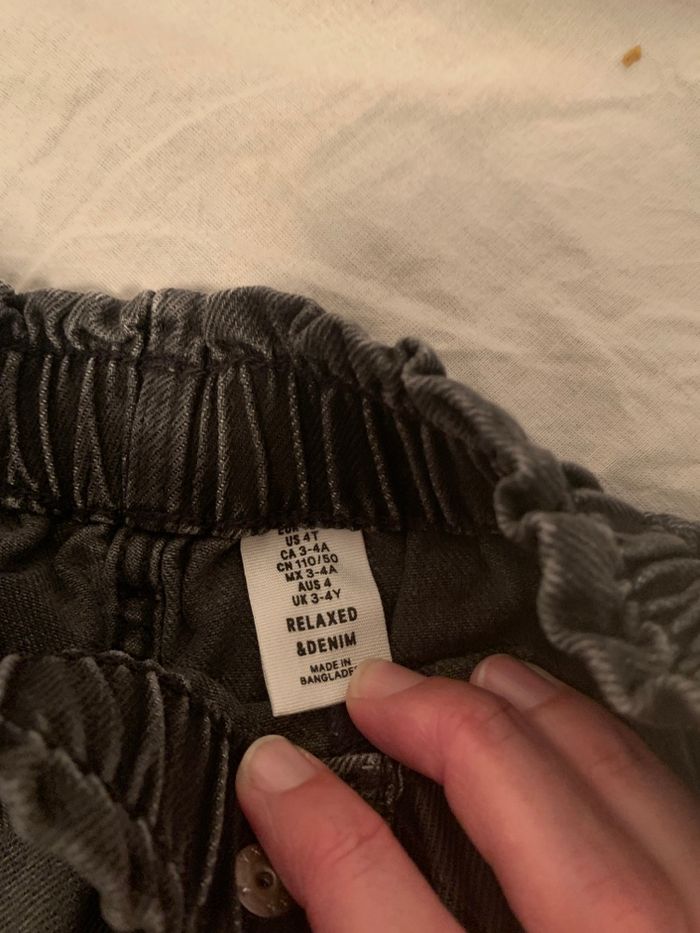 US 4T
CA 3-4A
CN 110/50
MX 3-4A
AUS 4
UK 3-4Y
RELAXED
&DENIM
MADE IN